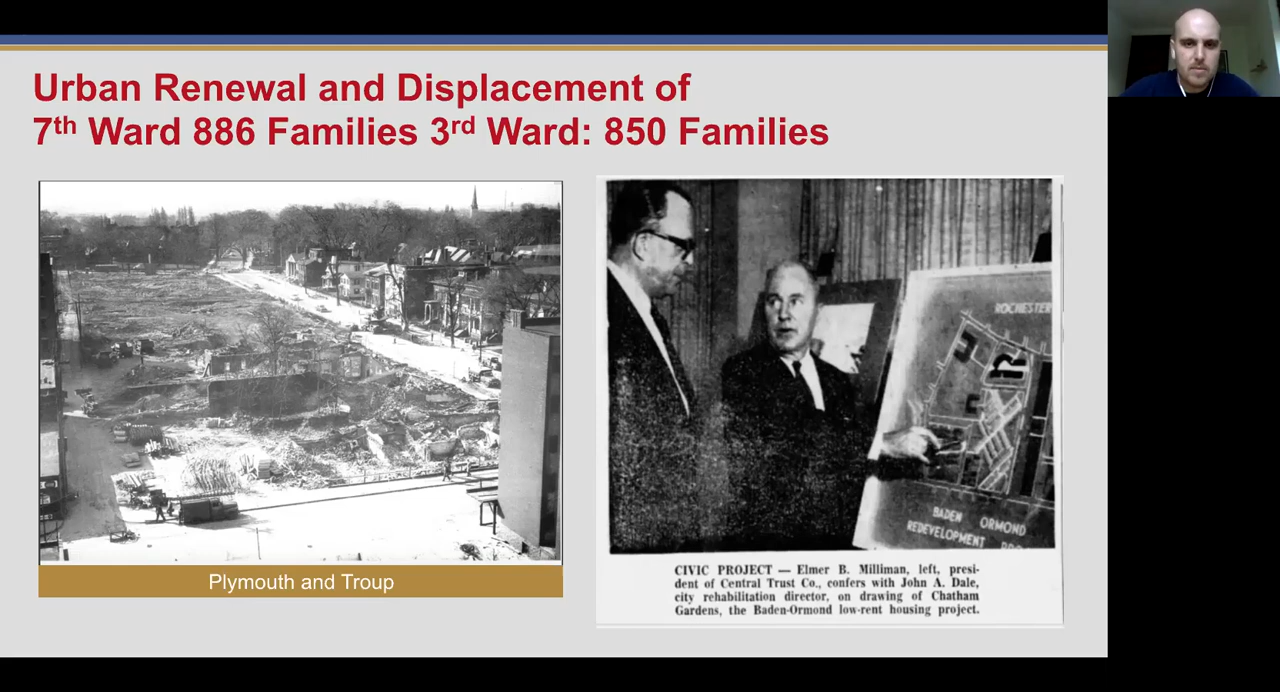 Urban Renewal and Displacement of
7th Ward 886 Families 3rd Ward: 850 Families
Plymouth and Troup
ROCHESTER
BADEN ORMOND
REDEVELOPMENT
CIVIC PROJECT — Elmer B. Milliman, left, presi-
dent of Central Trust Co., confers with John A. Dale,
city rehabilitation director, on drawing of Chatham
Gardens, the Baden-Ormond low-rent housing project.